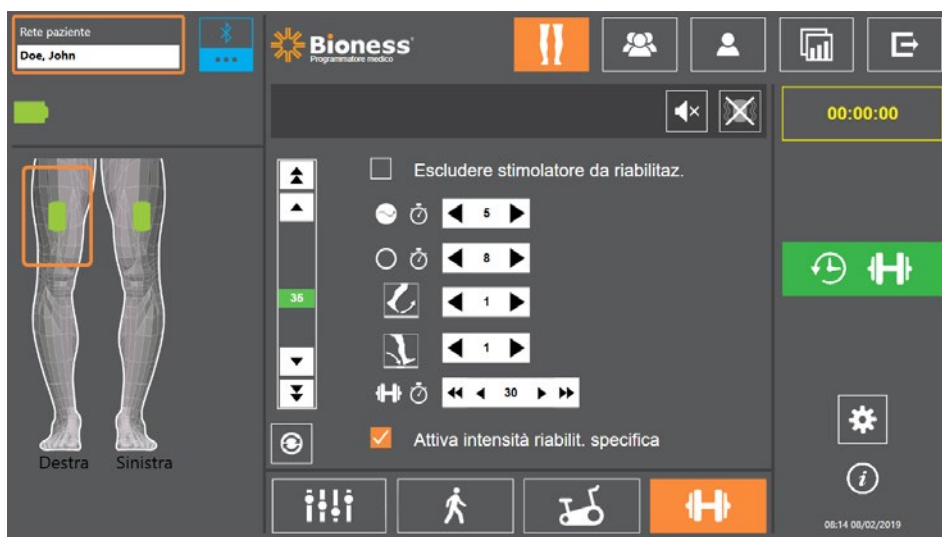 Rete paziente
Doe, John
Bioness
Programmatore medico
00:00:00
Escludere stimolatore da riabilitaz.
5
8
35
1
1
30
Attiva intensità riabilit. specifica
Destra Sinistra
i
08:14 08/02/2019